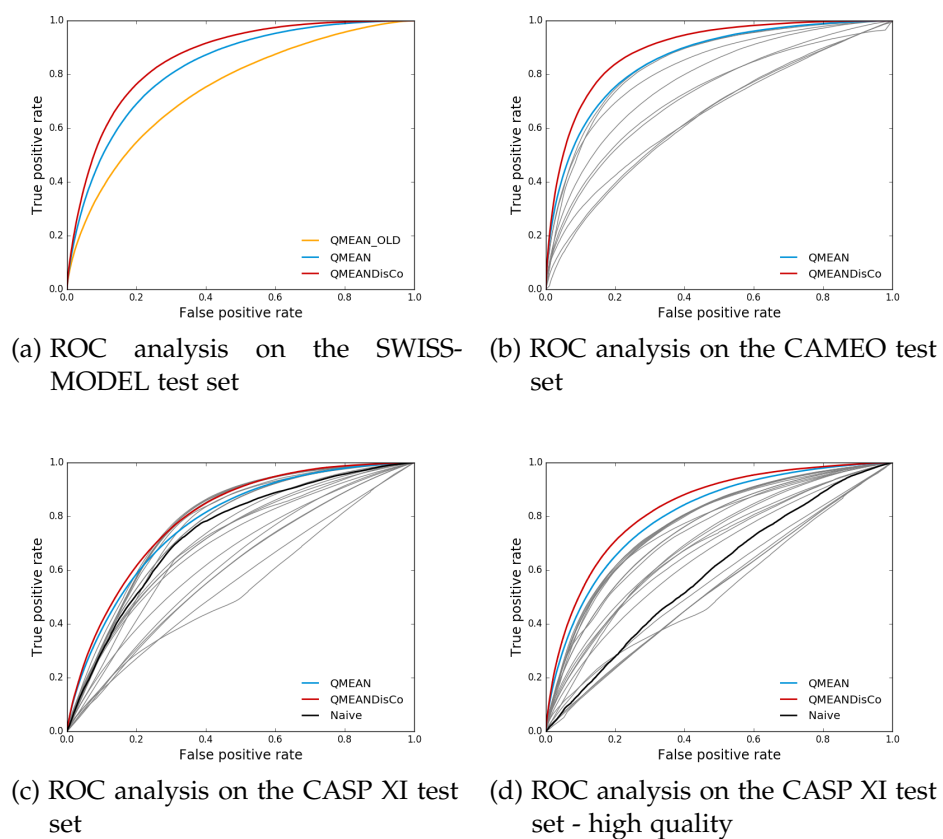 1.0
0.8
0.6
0.4
0.2
0.0
0.0 0.2 0.4 0.6 0.8 1.0
True positive rate
False positive rate
QMEAN_OLD
QMEAN
QMEANDisCo
(a) ROC analysis on the SWISS-
MODEL test set
1.0
0.8
0.6
0.4
0.2
0.0
0.0 0.2 0.4 0.6 0.8 1.0
True positive rate
False positive rate
QMEAN
QMEANDisCo
(b) ROC analysis on the CAMEO test
set
1.0
0.8
0.6
0.4
0.2
0.0
0.0 0.2 0.4 0.6 0.8 1.0
True positive rate
False positive rate
QMEAN
QMEANDisCo
Naive
(c) ROC analysis on the CASP XI test
set
1.0
0.8
0.6
0.4
0.2
0.0
0.0 0.2 0.4 0.6 0.8 1.0
True positive rate
False positive rate
QMEAN
QMEANDisCo
Naive
(d) ROC analysis on the CASP XI test
set - high quality